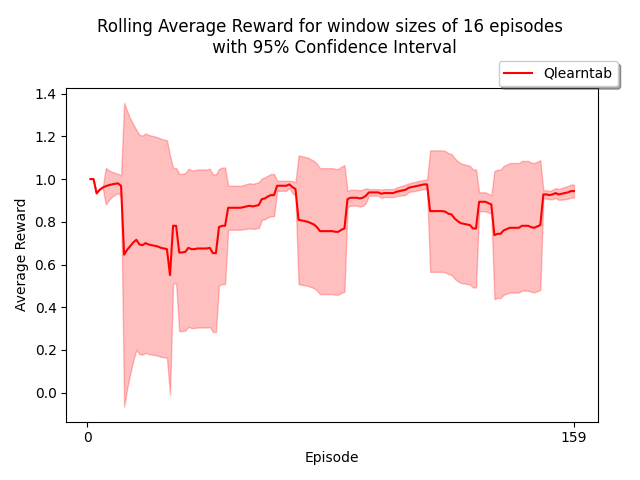 Rolling Average Reward for window sizes of 16 episodes
with 95% Confidence Interval
Qlearntab
1.4
1.2
1.0
0.8
0.6
0.4
0.2
0.0
Average Reward
0
159
Episode